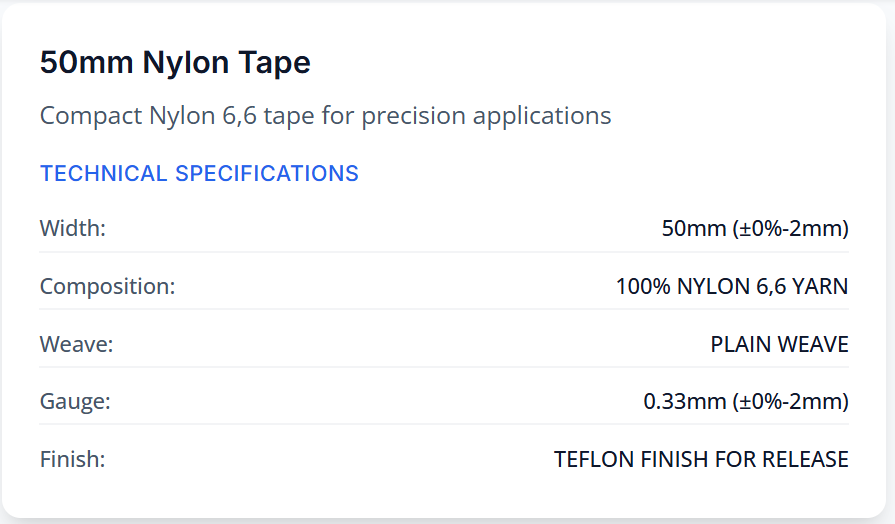 50mm Nylon Tape
Compact Nylon 6,6 tape for precision applications
TECHNICAL SPECIFICATIONS
Width: 50mm (±0%-2mm)
Composition: 100% NYLON 6,6 YARN
Weave: PLAIN WEAVE
Gauge: 0.33mm (±0%-2mm)
Finish: TEFLON FINISH FOR RELEASE